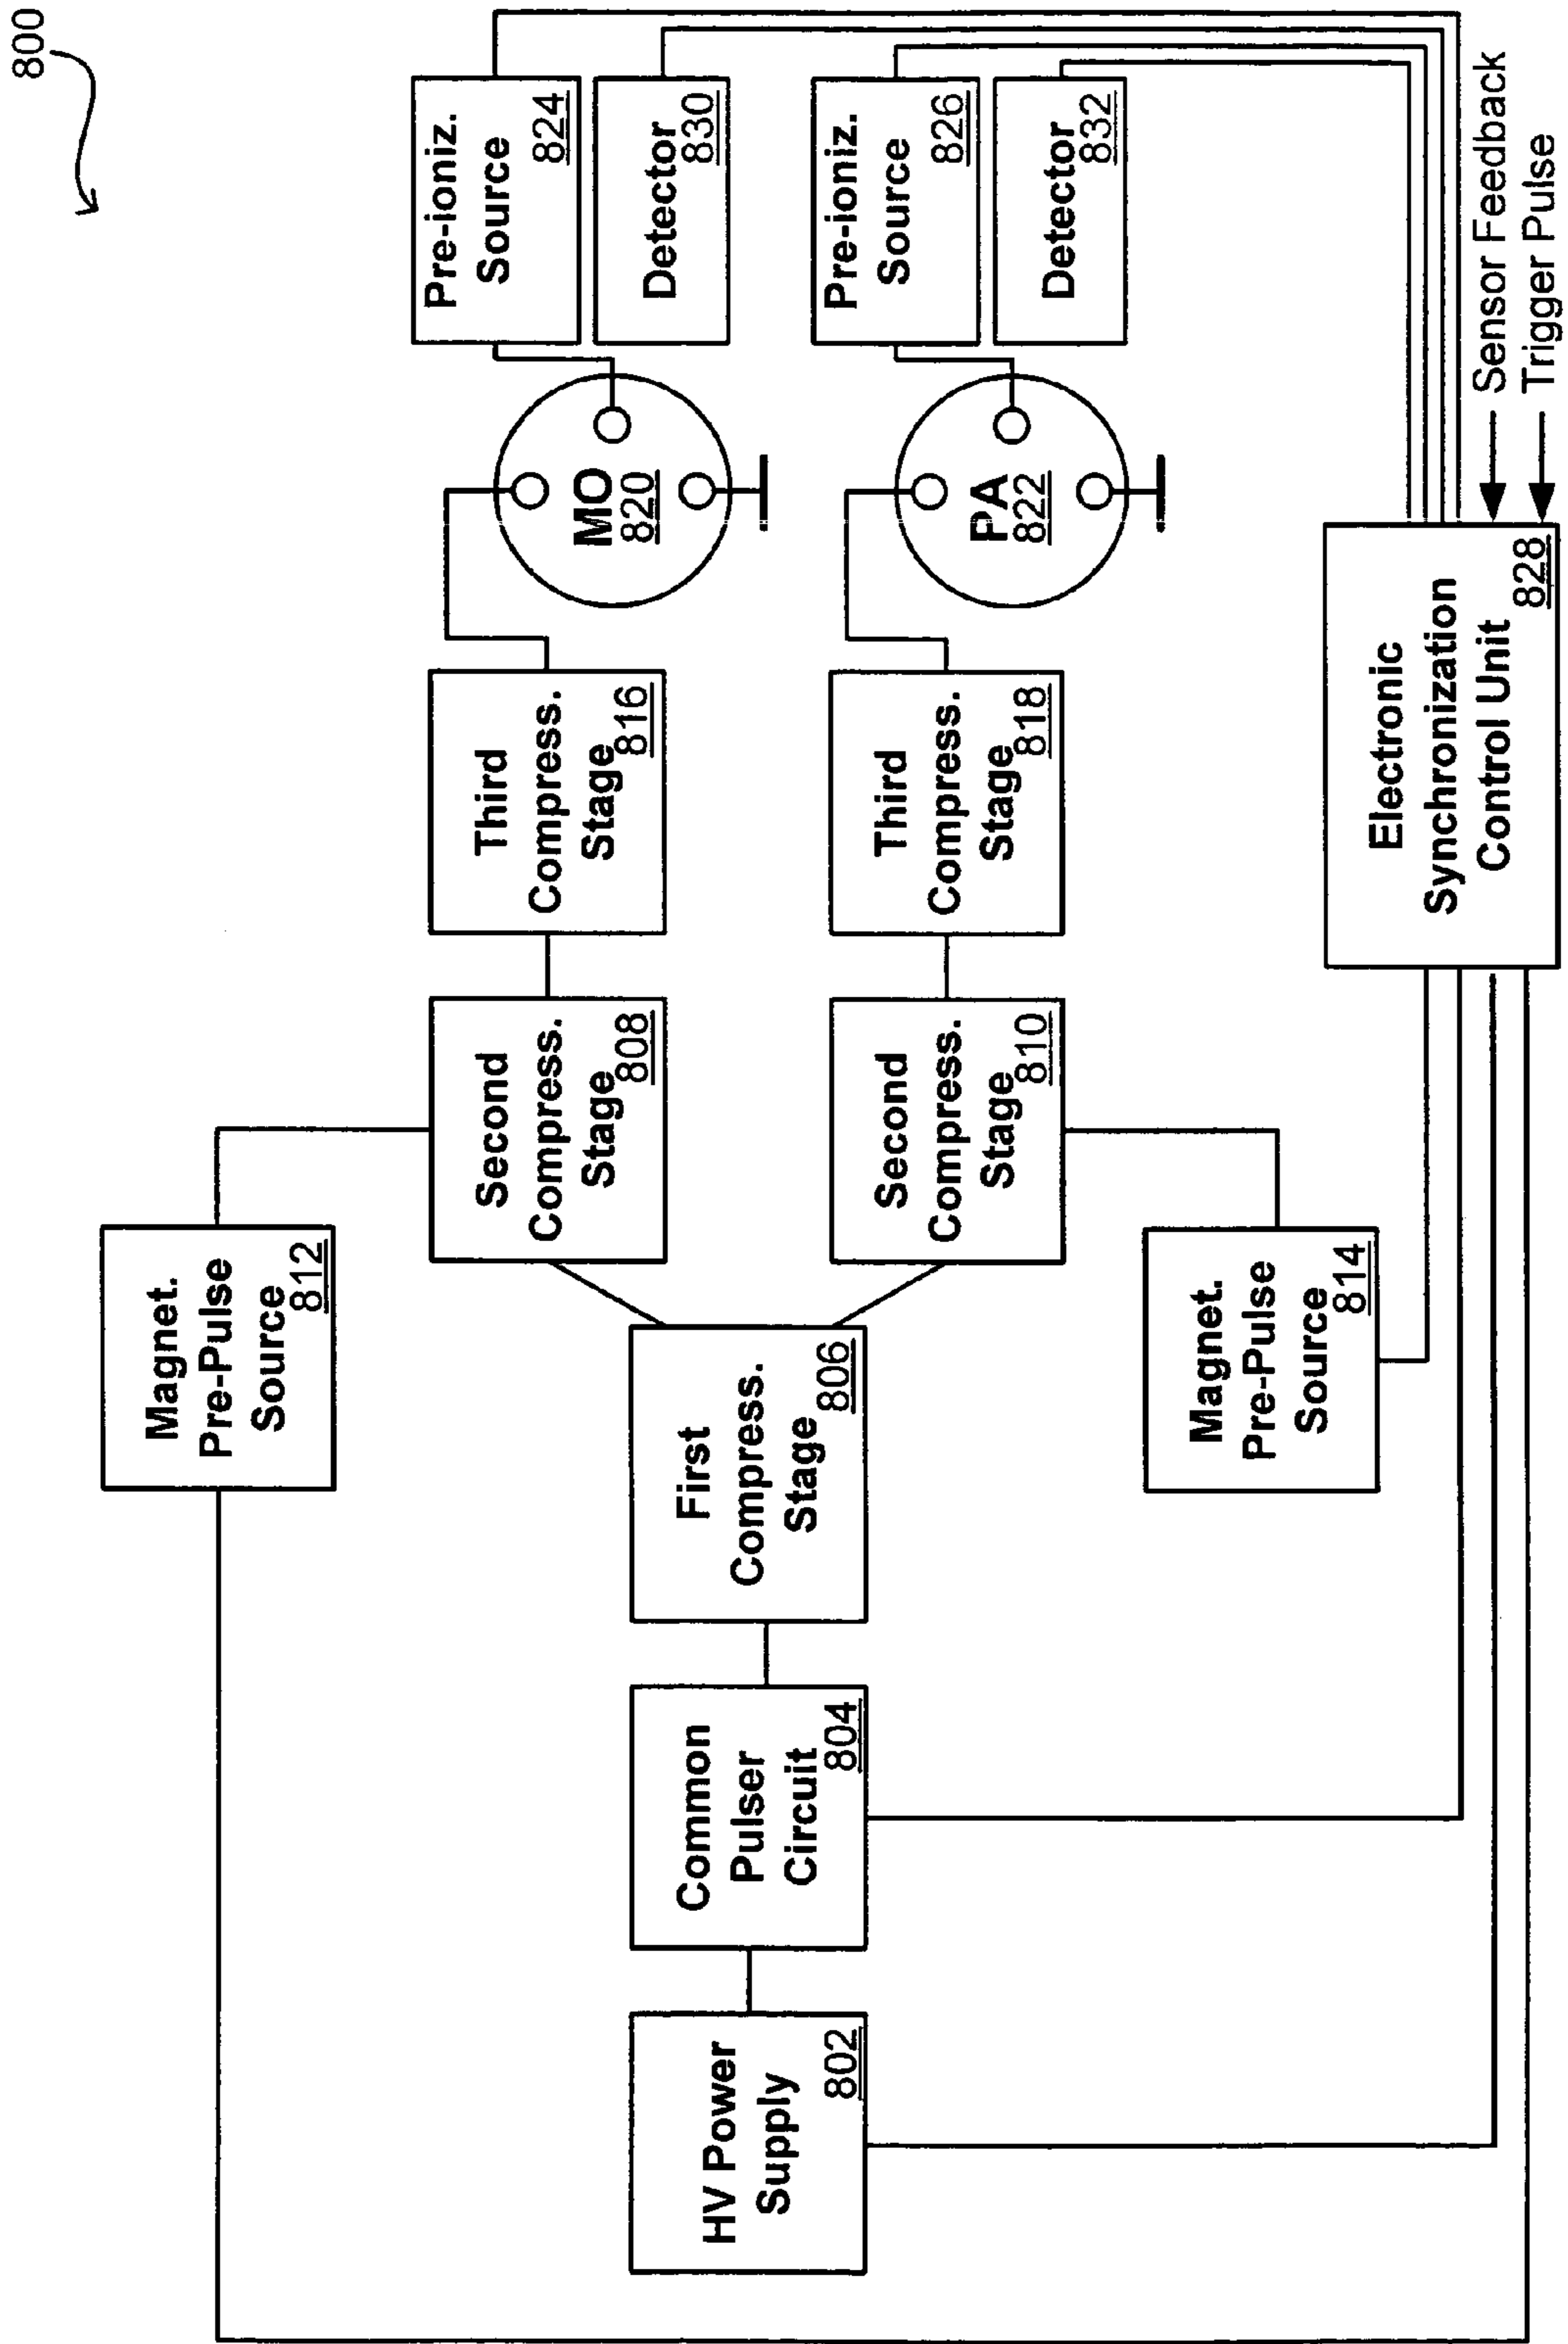 800
Magnet.
Pre-Pulse
Source
812
HV Power
Supply
802
Common
Pulser
Circuit
804
First
Compress.
Stage
806
Second
Compress.
Stage
808
Third
Compress.
Stage
816
MO
820
Pre-ioniz.
Source
824
Detector
830
Second
Compress.
Stage
810
Third
Compress.
Stage
818
PA
822
Pre-ioniz.
Source
826
Detector
832
Magnet.
Pre-Pulse
Source
814
Electronic
Synchronization
Control Unit
828
Sensor Feedback
Trigger Pulse